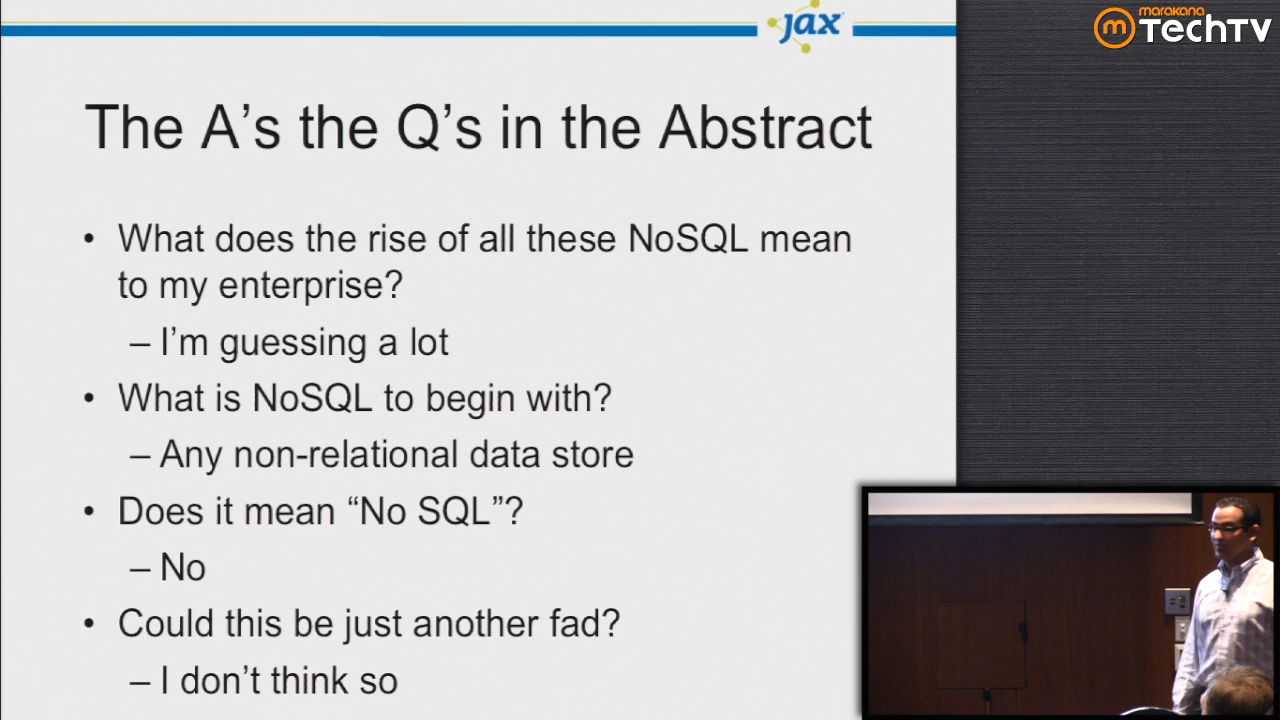 jax
marakana
m TechTV
The A's the Q's in the Abstract
• What does the rise of all these NoSQL mean
to my enterprise?
– I'm guessing a lot
• What is NoSQL to begin with?
– Any non-relational data store
• Does it mean “No SQL”?
– No
• Could this be just another fad?
– I don't think so